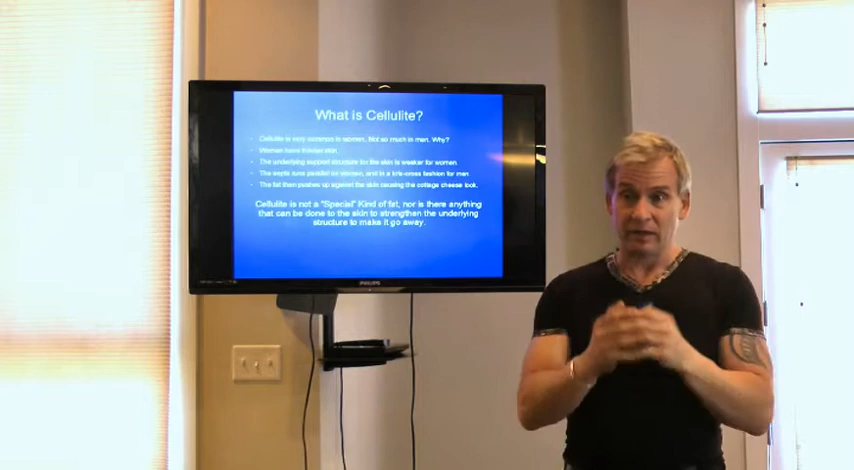 What is Cellulite?
Cellulite is very common in women. Not so much in men. Why?
Women have thinner skin.
The underlying support structure for the skin is weaker for women.
The septa runs parallel for women, and in a kris-cross fashion for men.
The fat then pushes up against the skin causing the cottage cheese look.
Cellulite is not a "Special" Kind of fat, nor is there anything
that can be done to the skin to strengthen the underlying
structure to make it go away.
PHILIPS